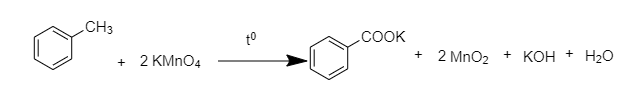 CH3 + 2 KMnO4 t⁰ COOK + 2 MnO2 + KOH + H2O